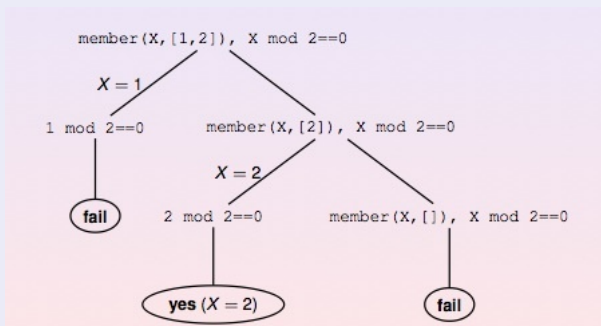 member(X,[1,2]), X mod 2==0
X = 1
1 mod 2==0
member(X,[2]), X mod 2==0
X = 2
fail
2 mod 2==0
member(X,[]), X mod 2==0
yes (X = 2)
fail